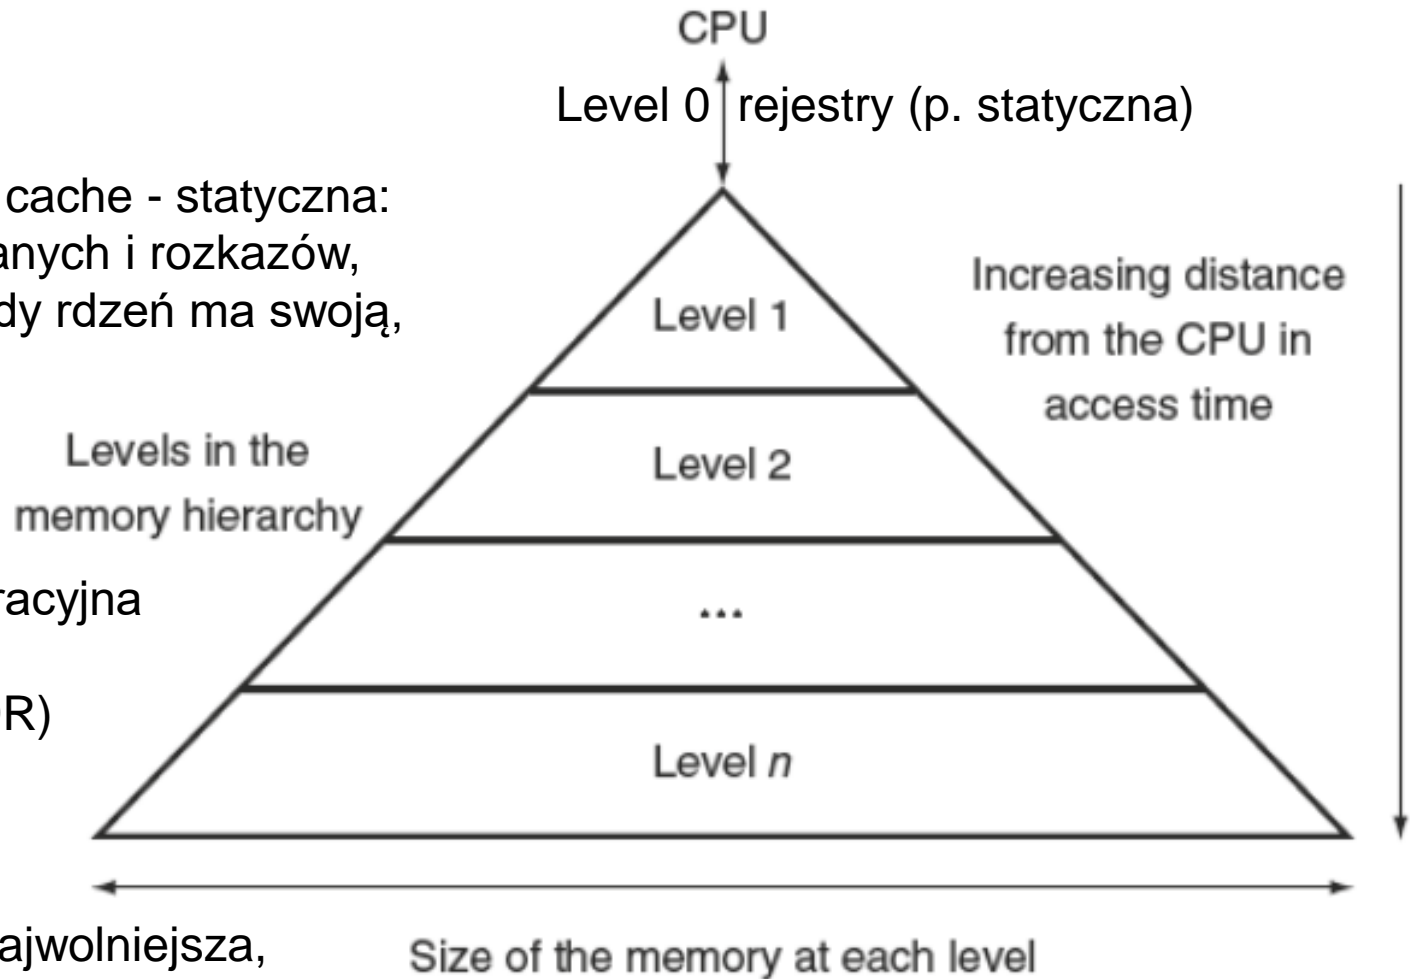 CPU
Level 0 rejestry (p. statyczna)
cache - statyczna:
anych i rozkazów,
dy rdzeń ma swoją,
Level 1
Increasing distance
from the CPU in
access time
Levels in the
memory hierarchy
Level 2
racyjna
...
R)
Level n
ajwolniejsza,
Size of the memory at each level